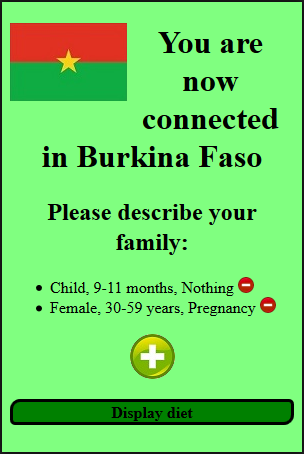 You are
now
connected
in Burkina Faso
Please describe your
family:
Child, 9-11 months, Nothing
Female, 30-59 years, Pregnancy
Display diet